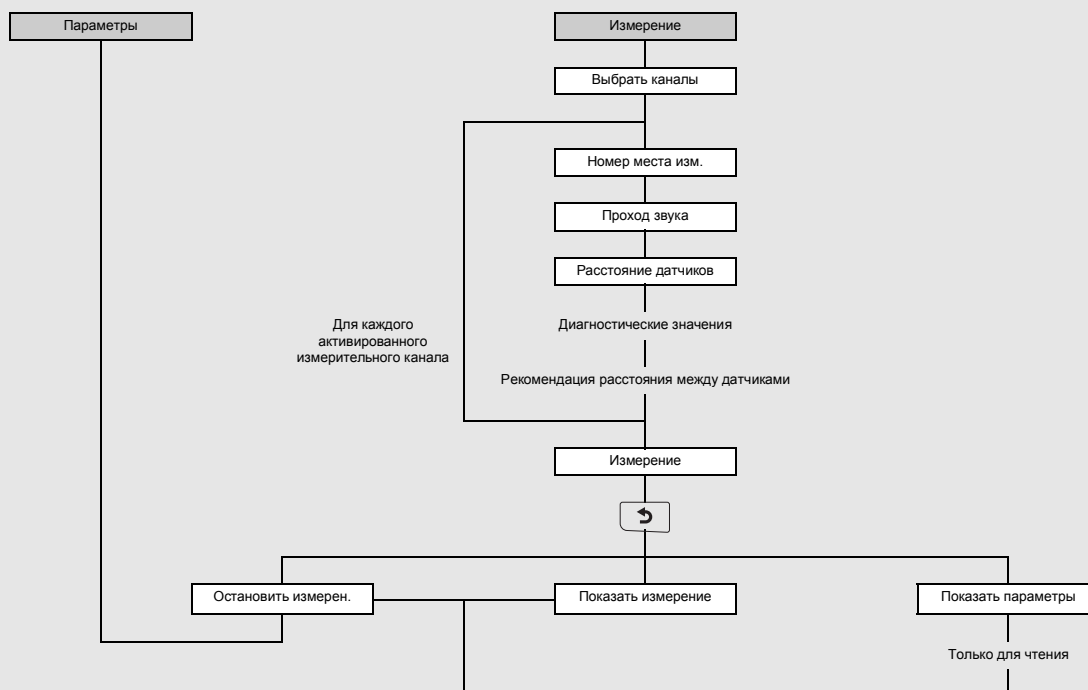 Параметры
Измерение
Выбрать каналы
Номер места изм.
Проход звука
Расстояние датчиков
Для каждого
активированного
измерительного канала
Диагностические значения
Рекомендация расстояния между датчиками
Измерение
Остановить измерен.
Показать измерение
Показать параметры
Только для чтения